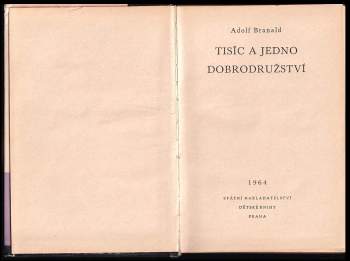 Adolf Branald
TISÍC A JEDNO
DOBRODRUŽSTVÍ
1964
STÁTNÍ NAKLADATELSTVÍ
DĚTSKÉ KNIHY
PRAHA